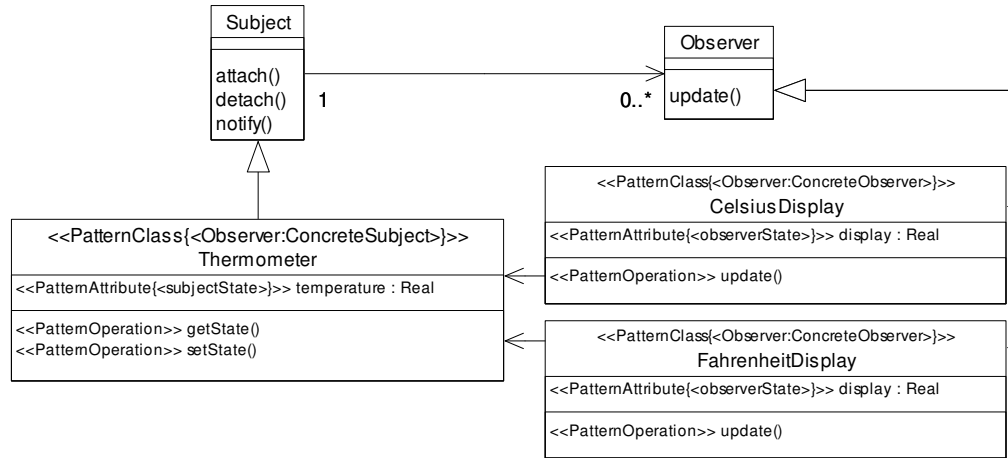 Subject
attach()
detach()
notify()
1
0..*
Observer
update()
<<PatternClass{<Observer:ConcreteSubject>}>>
Thermometer
<<PatternAttribute{<subjectState>}>> temperature : Real
<<PatternOperation>> getState()
<<PatternOperation>> setState()
<<PatternClass{<Observer:ConcreteObserver>}>>
CelsiusDisplay
<<PatternAttribute{<observerState>}>> display : Real
<<PatternOperation>> update()
<<PatternClass{<Observer:ConcreteObserver>}>>
FahrenheitDisplay
<<PatternAttribute{<observerState>}>> display : Real
<<PatternOperation>> update()